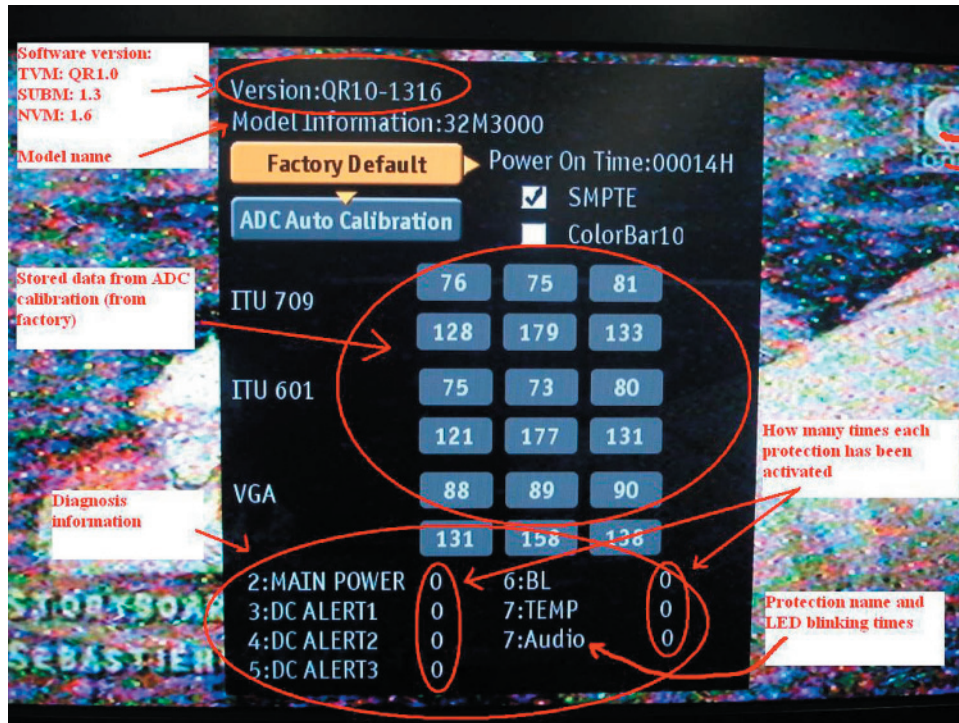 Software version:
TVM: QR1.0
SUBM: 1.3
NVM: 1.6
Model name
Version:QR10-1316
Model Information:32M3000
Factory Default
Power On Time:00014H
SMPTE
ADC Auto Calibration
ColorBar10
Stored data from ADC
calibration (from
factory)
ITU 709
76 75 81
128 179 133
ITU 601
75 73 80
121 177 131
How many times each
protection has been
activated
VGA
88 89 90
131 158 138
Diagnosis
information
2:MAIN POWER 0
3:DC ALERT1 0
4:DC ALERT2 0
5:DC ALERT3 0
6:BL 0
7:TEMP 0
7:Audio 0
Protection name and
LED blinking times